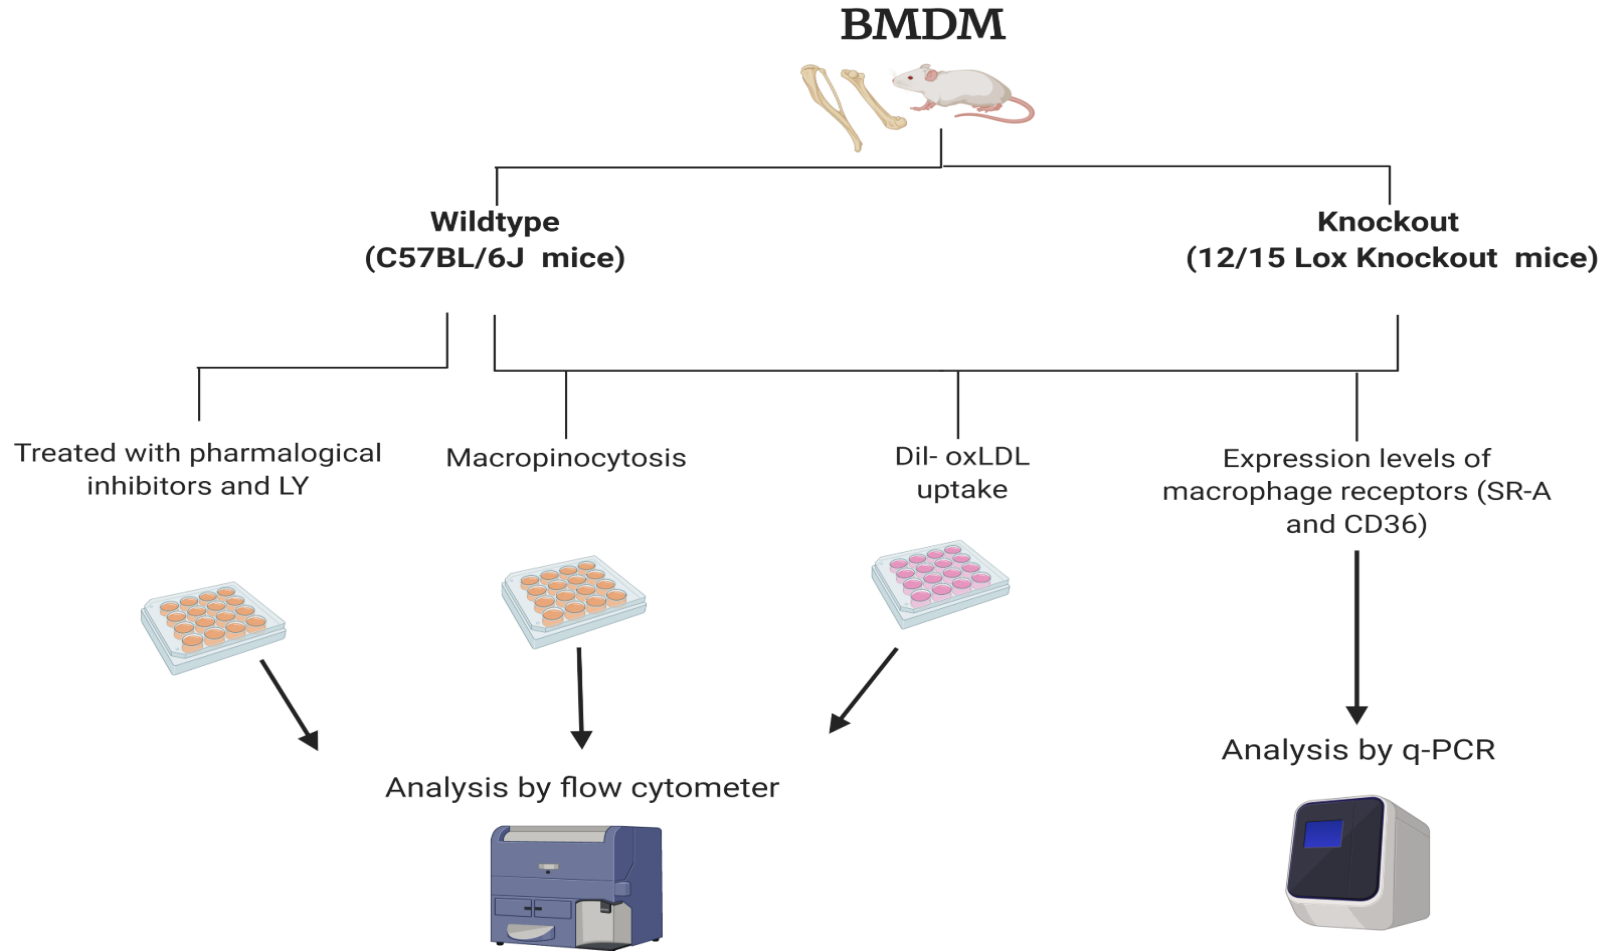 BMDM
Wildtype
(C57BL/6J mice)
Knockout
(12/15 Lox Knockout mice)
Treated with pharmalogical
inhibitors and LY
Macropinocytosis
Dil- oxLDL
uptake
Expression levels of
macrophage receptors (SR-A
and CD36)
Analysis by flow cytometer
Analysis by q-PCR